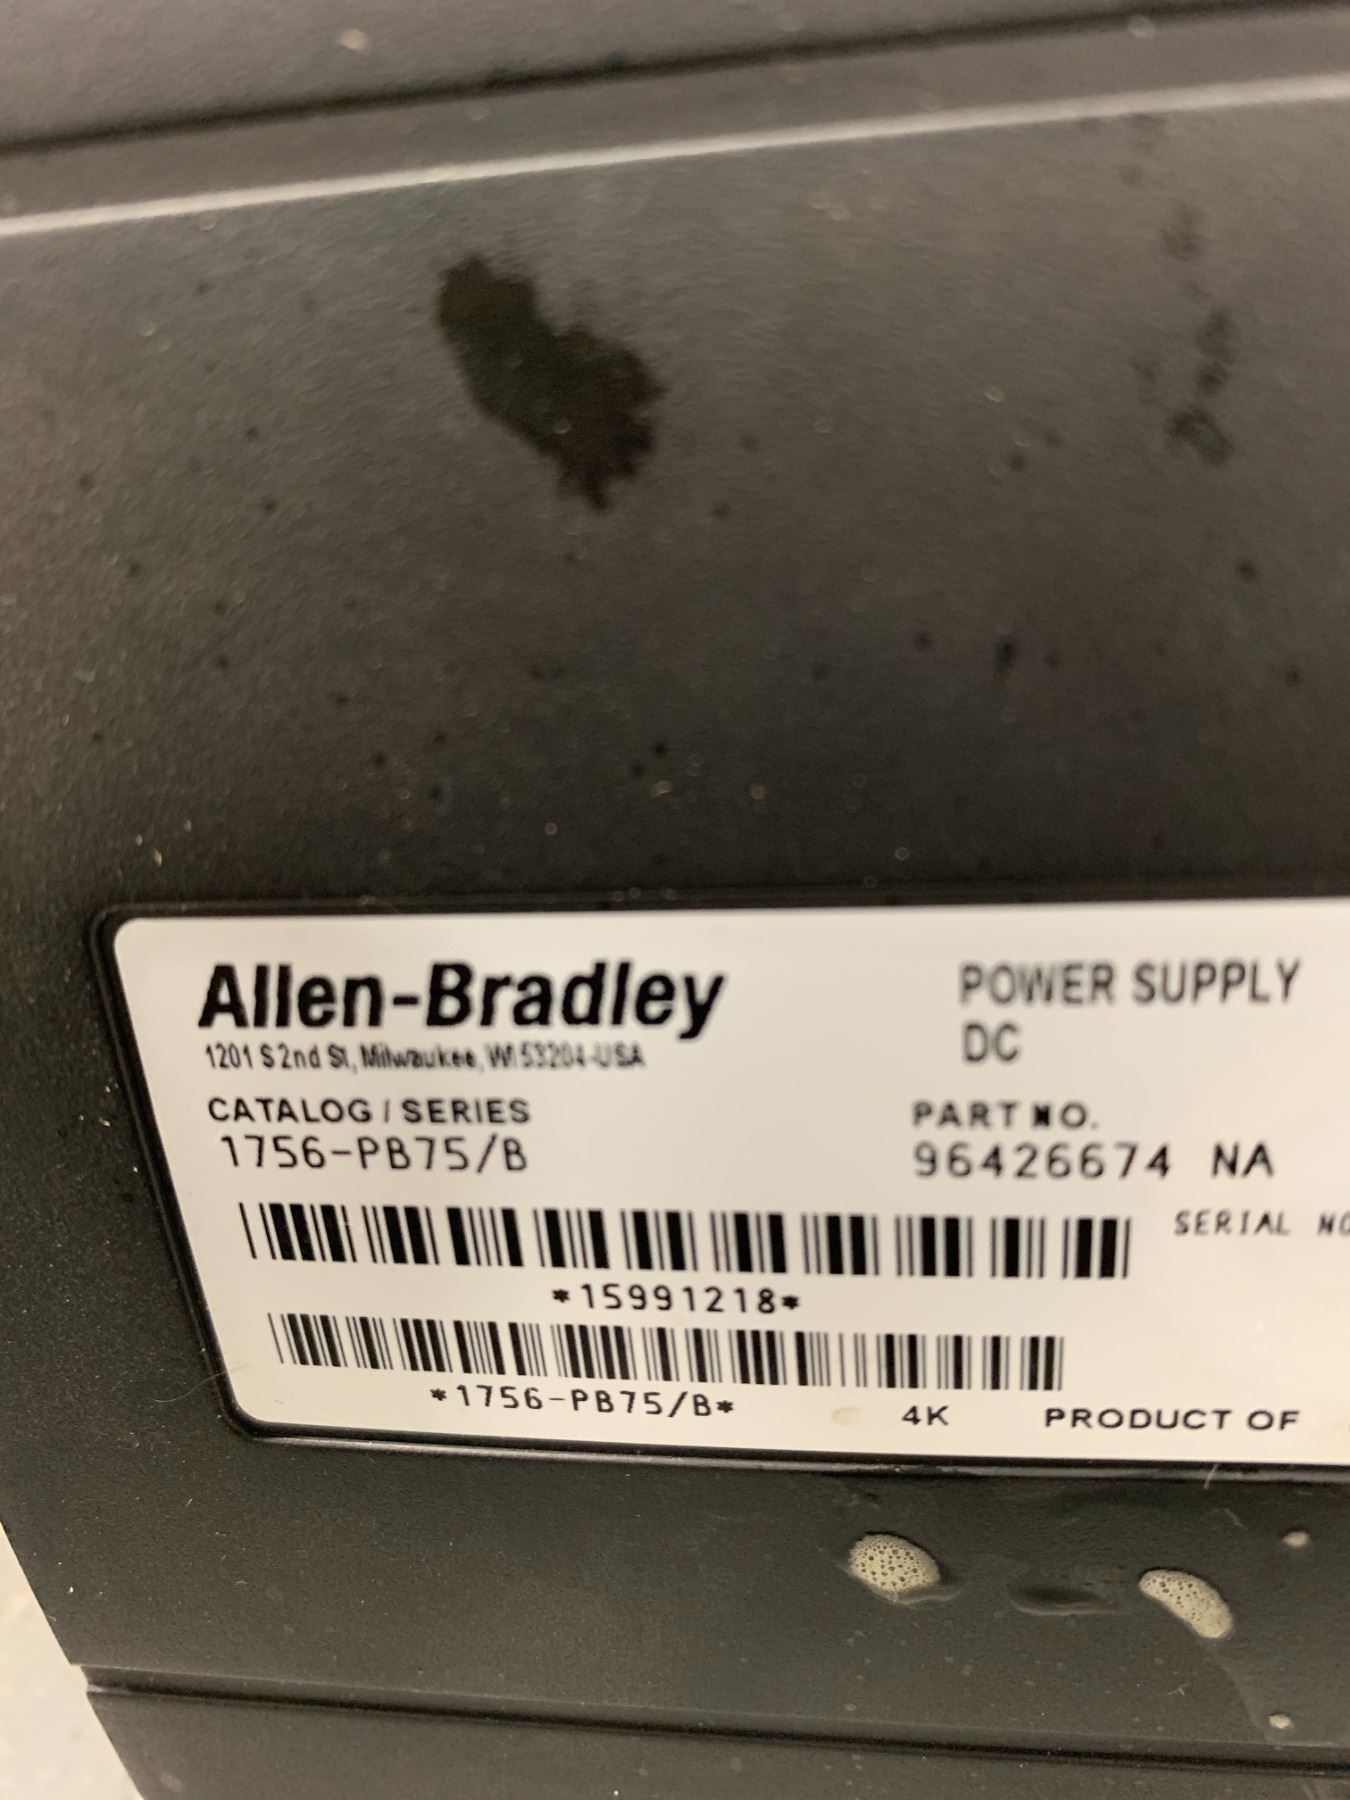 Allen-Bradley
1201 S 2nd St, Milwaukee, WI 53204-USA
POWER SUPPLY
DC
CATALOG / SERIES
1756-PB75/B
PART NO.
96426674 NA
SERIAL NO
*15991218*
*1756-PB75/B*
4K
PRODUCT OF